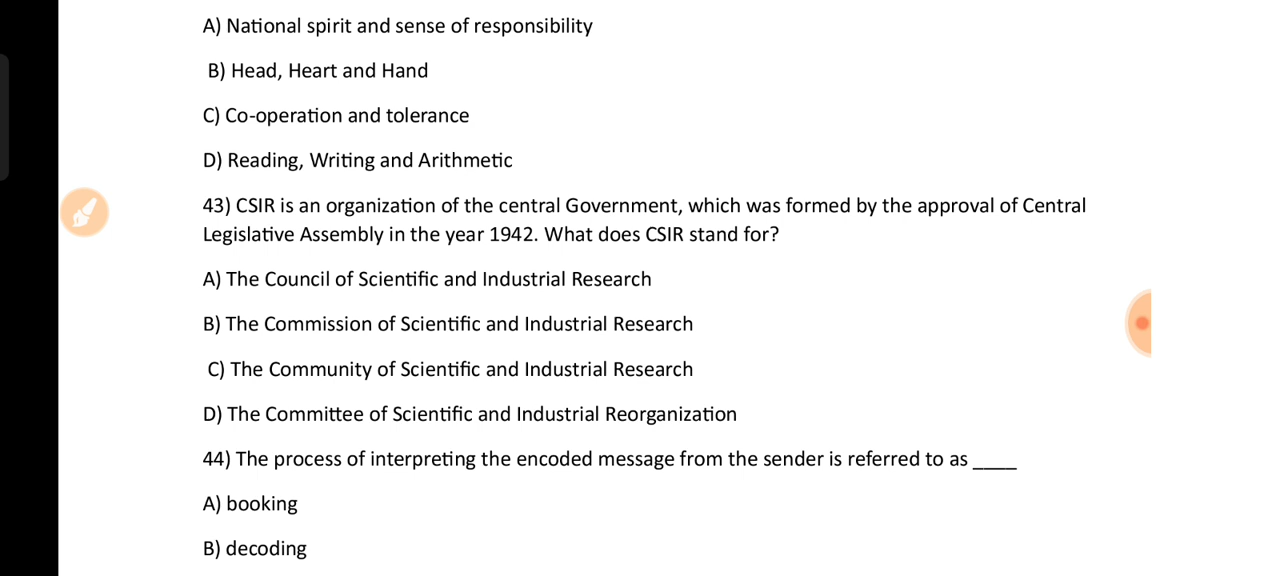 A) National spirit and sense of responsibility
B) Head, Heart and Hand
C) Co-operation and tolerance
D) Reading, Writing and Arithmetic
43) CSIR is an organization of the central Government, which was formed by the approval of Central
Legislative Assembly in the year 1942. What does CSIR stand for?
A) The Council of Scientific and Industrial Research
B) The Commission of Scientific and Industrial Research
C) The Community of Scientific and Industrial Research
D) The Committee of Scientific and Industrial Reorganization
44) The process of interpreting the encoded message from the sender is referred to as ____
A) booking
B) decoding